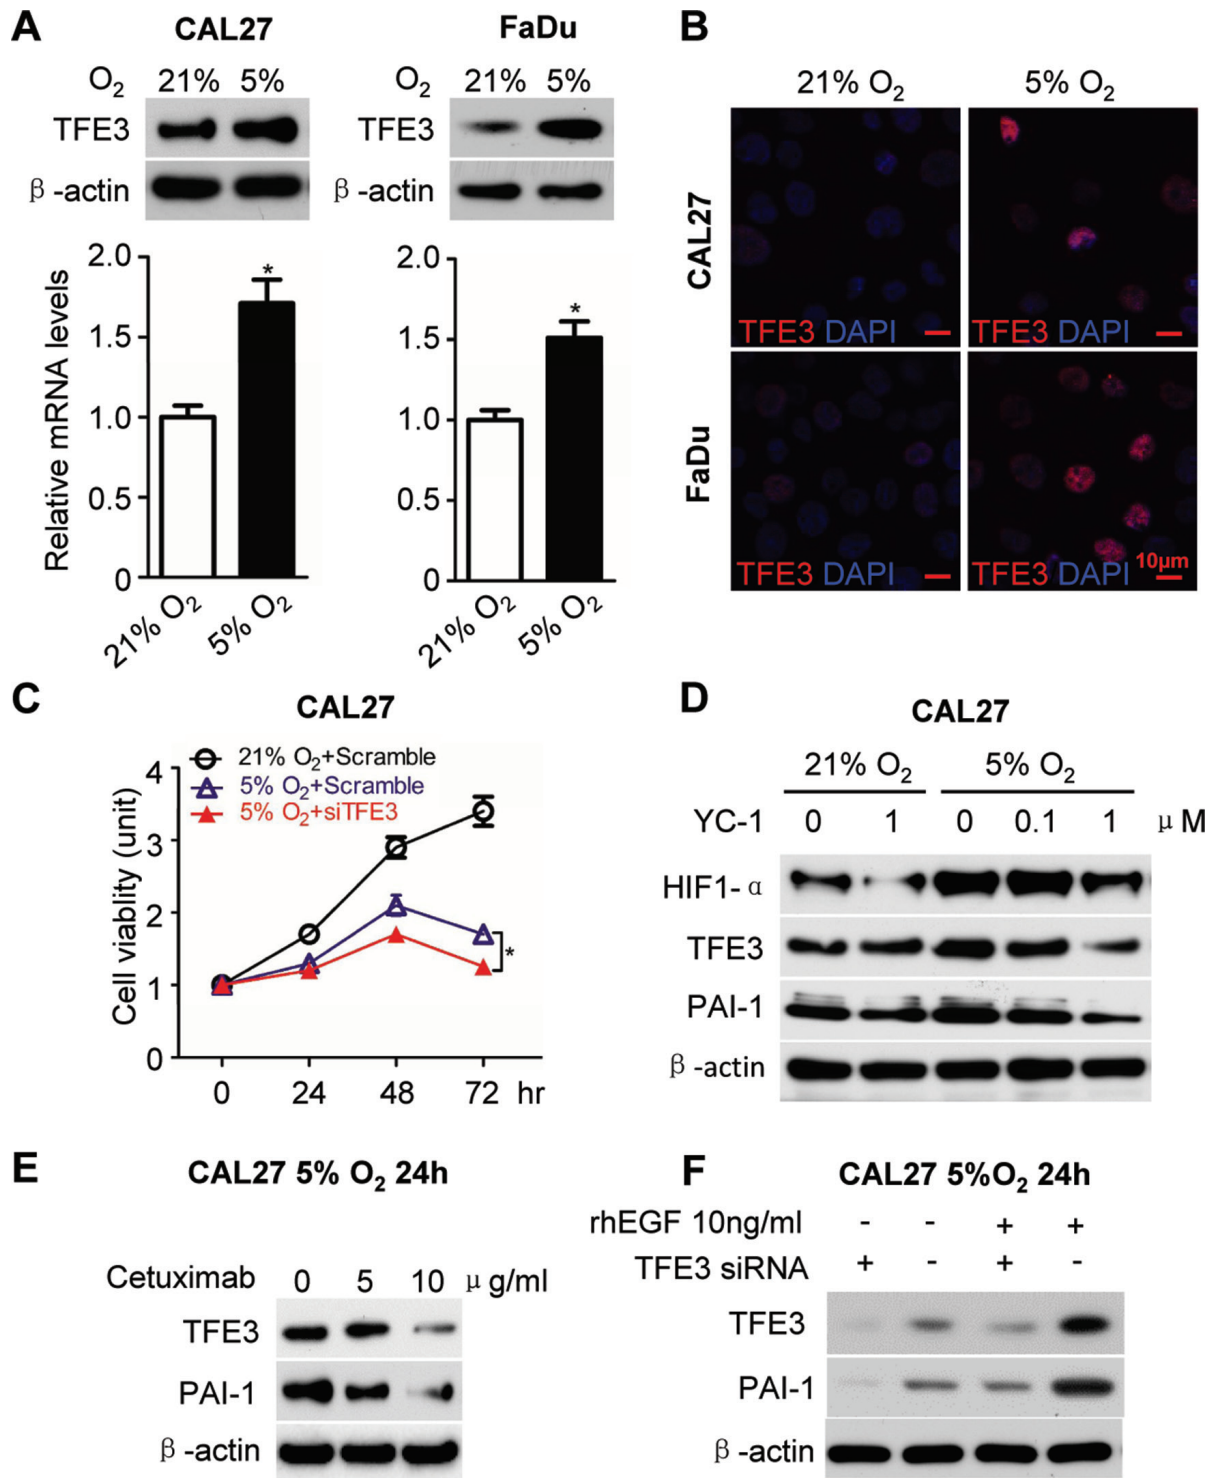 A
CAL27
FaDu
O2 21% 5%
O2 21% 5%
TFE3
TFE3
β-actin
β-actin
Relative mRNA levels
2.0
1.5
1.0
0.5
0
*
21% O2
5% O2
2.0
1.5
1.0
0.5
0
*
21% O2
5% O2
B
21% O2 5% O2
CAL27
TFE3 DAPI
TFE3 DAPI
FaDu
TFE3 DAPI
10μm
TFE3 DAPI
C
CAL27
21% O2+Scramble
5% O2+Scramble
5% O2+siTFE3
Cell viablity (unit)
4
3
2
1
0
*
0 24 48 72 hr
D
CAL27
21% O2 5% O2
YC-1 0 1 0 0.1 1 μM
HIF1-α
TFE3
PAI-1
β-actin
E
CAL27 5% O2 24h
Cetuximab 0 5 10 μg/ml
TFE3
PAI-1
β-actin
F
CAL27 5%O2 24h
rhEGF 10ng/ml - - + +
TFE3 siRNA + - + -
TFE3
PAI-1
β-actin